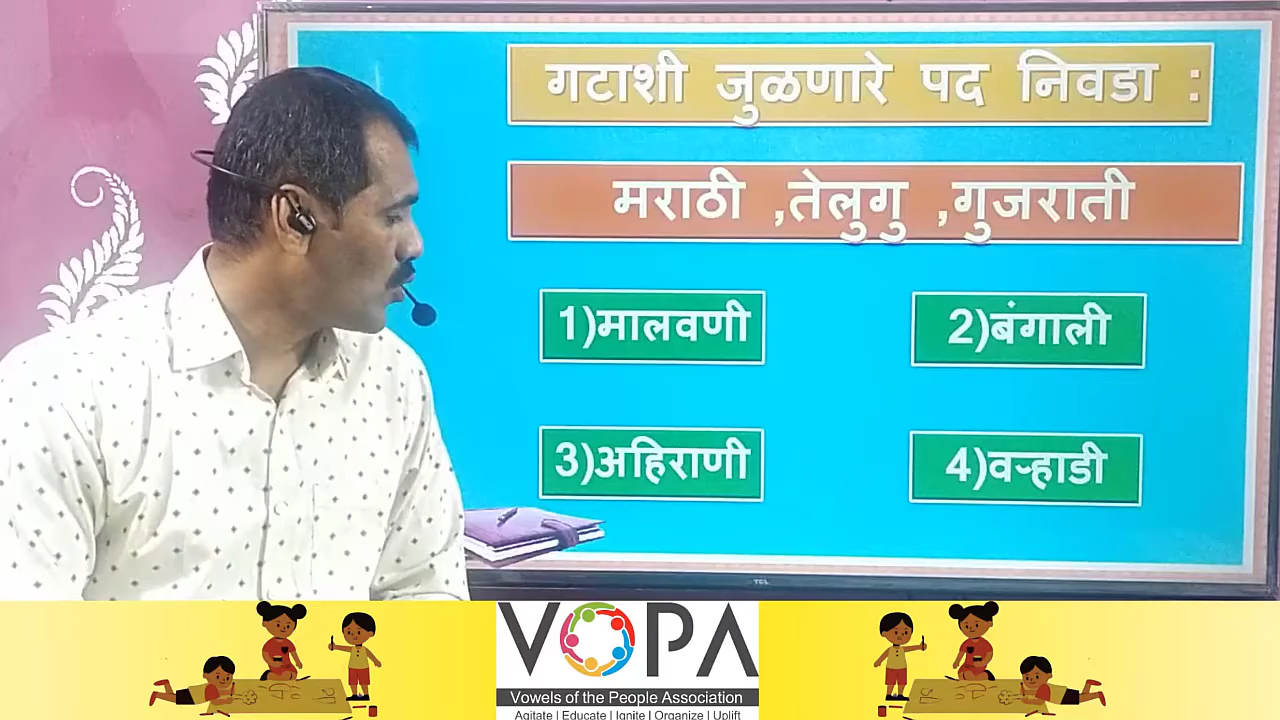 गटाशी जुळणारे पद निवडा :
मराठी ,तेलुगु ,गुजराती
1)मालवणी
2)बंगाली
3)अहिराणी
4)वऱ्हाडी
TCL
VOPA
Vowels of the People Association
Agitate | Educate | Ignite | Organize | Uplift